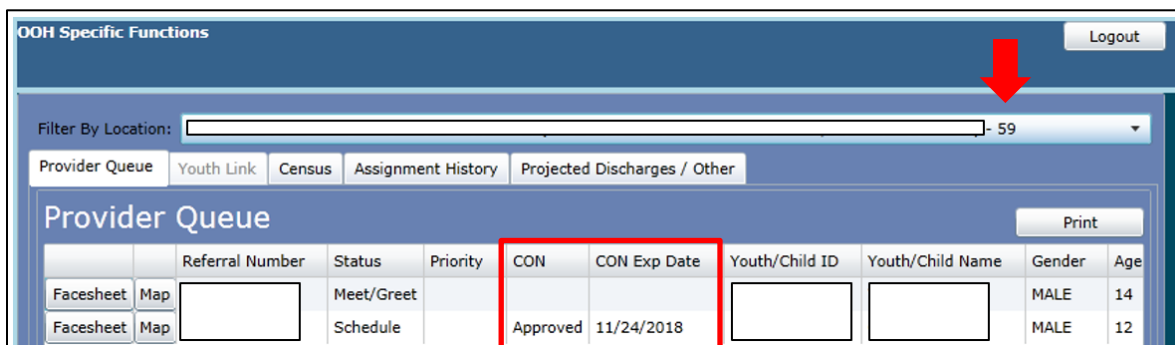 OOH Specific Functions Logout
Filter By Location: - 59
Provider Queue Youth Link Census Assignment History Projected Discharges / Other
Provider Queue Print
Referral Number Status Priority CON CON Exp Date Youth/Child ID Youth/Child Name Gender Age
Facesheet Map Meet/Greet MALE 14
Facesheet Map Schedule Approved 11/24/2018 MALE 12